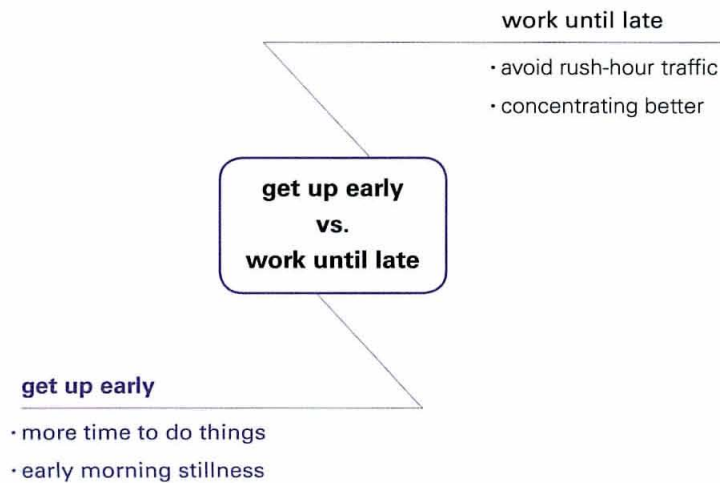 work until late
· avoid rush-hour traffic
· concentrating better
get up early
vs.
work until late
get up early
· more time to do things
· early morning stillness